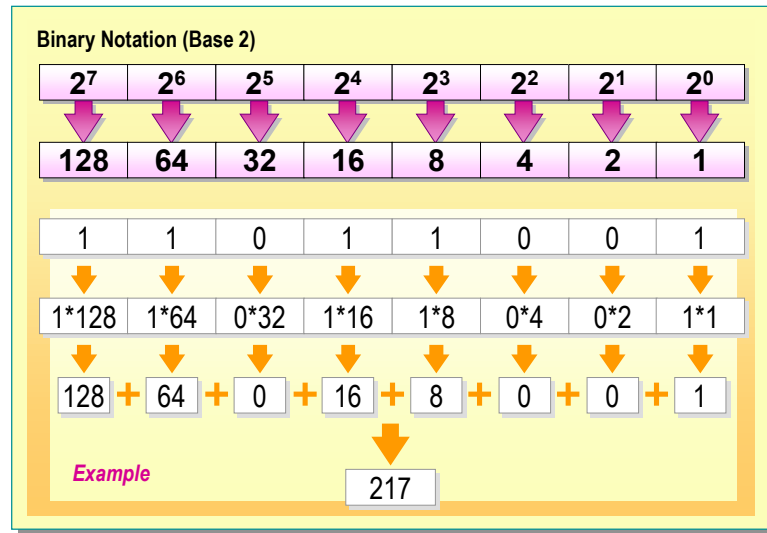 Binary Notation (Base 2)
2⁷ 2⁶ 2⁵ 2⁴ 2³ 2² 2¹ 2⁰
128 64 32 16 8 4 2 1
1 1 0 1 1 0 0 1
1*128 1*64 0*32 1*16 1*8 0*4 0*2 1*1
128 + 64 + 0 + 16 + 8 + 0 + 0 + 1
Example
217